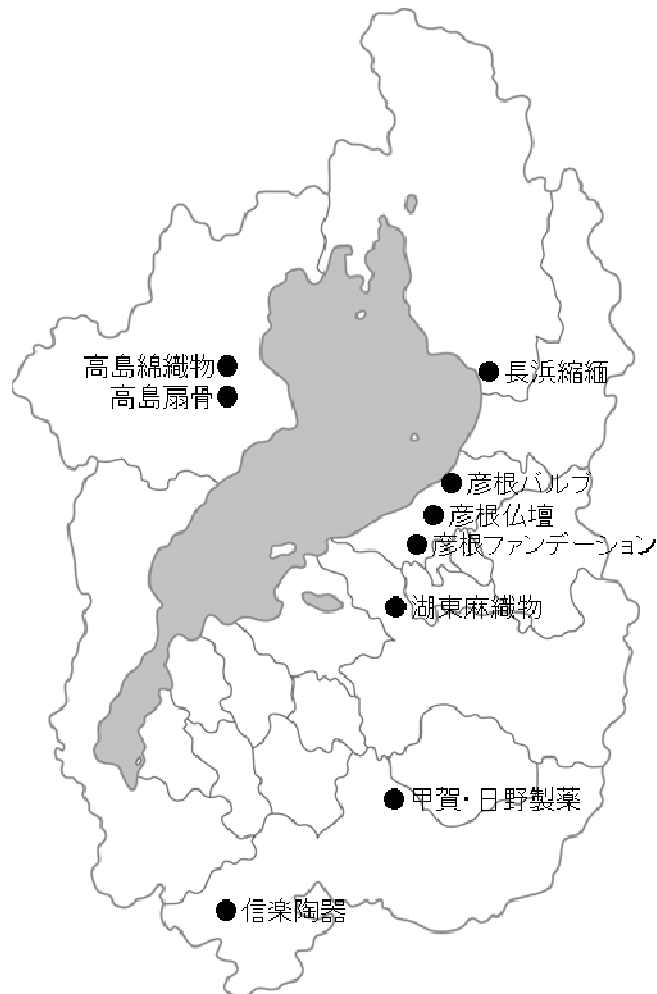 高島綿織物
高島扇骨
長浜縮緬
彦根バルブ
彦根仏壇
彦根ファンデーション
湖東麻織物
甲賀・日野製薬
信楽陶器